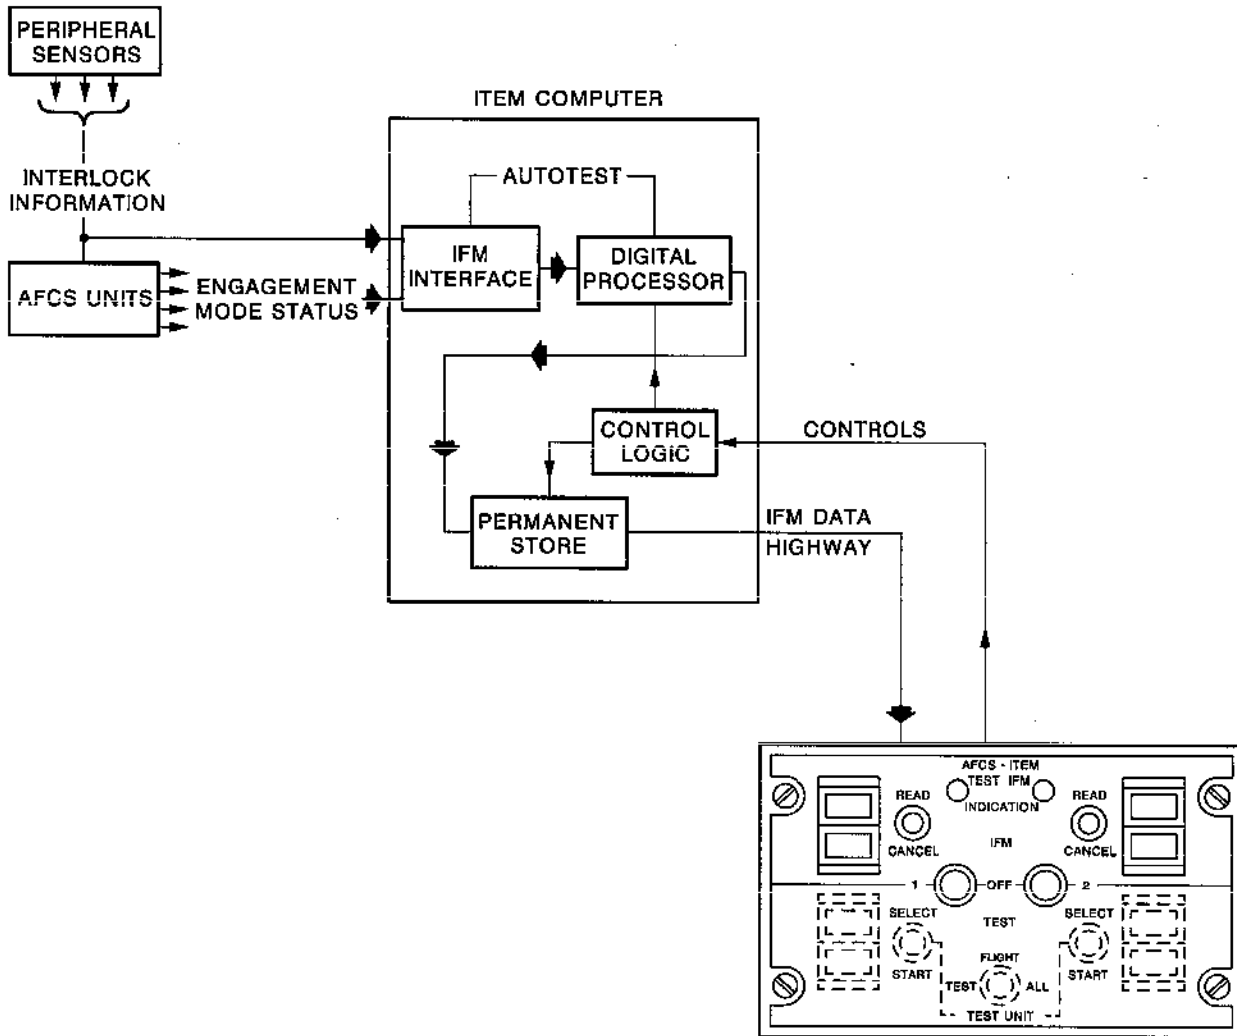 PERIPHERAL
SENSORS
ITEM COMPUTER
INTERLOCK
INFORMATION
AUTOTEST
IFM
INTERFACE
DIGITAL
PROCESSOR
AFCS UNITS
ENGAGEMENT
MODE STATUS
CONTROL
LOGIC
CONTROLS
PERMANENT
STORE
IFM DATA
HIGHWAY
AFCS - ITEM
TEST IFM
INDICATION
READ
CANCEL
READ
CANCEL
IFM
1 OFF 2
SELECT
START
TEST
SELECT
START
FLIGHT
TEST ALL
TEST UNIT